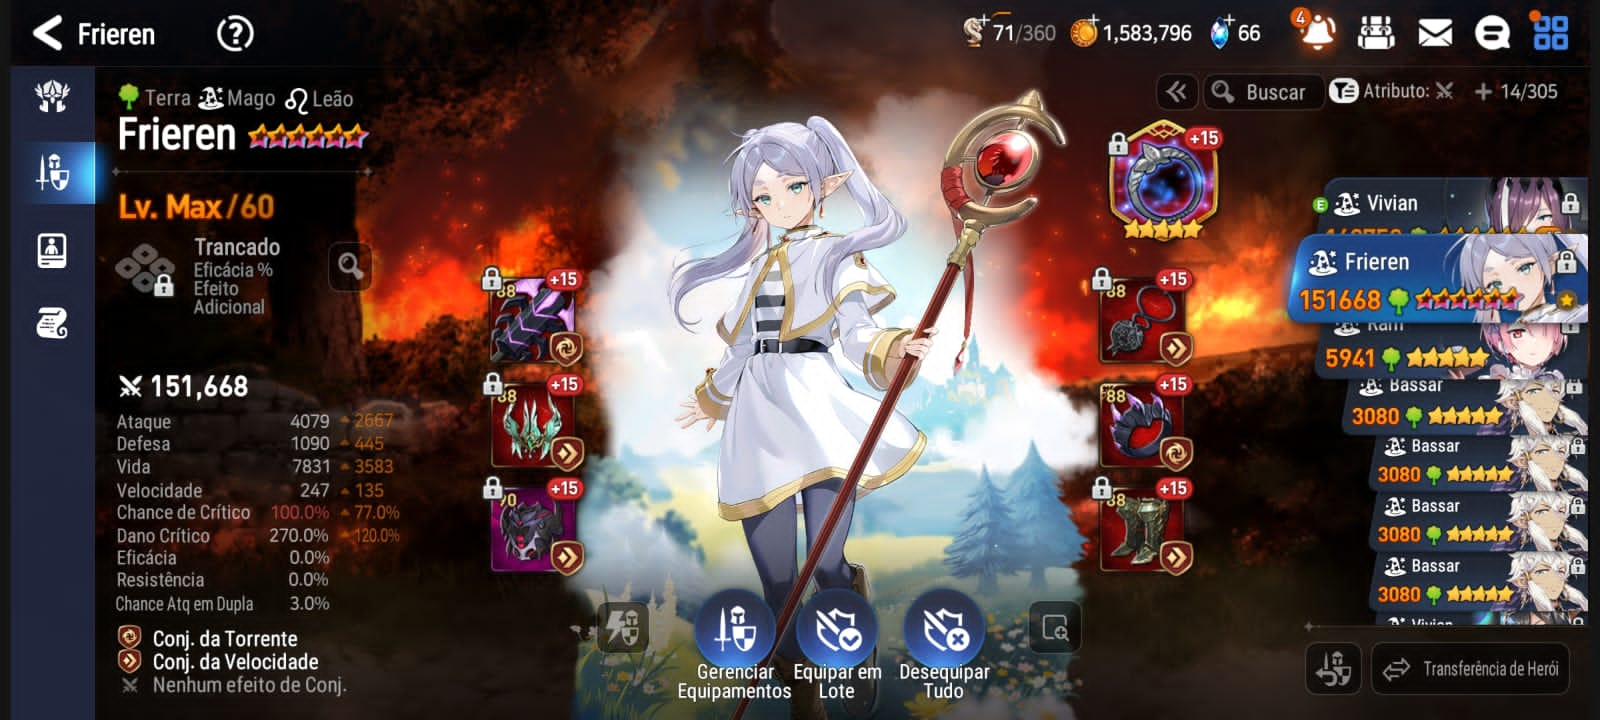 Frieren
71/360
1,583,796
66
4
Terra Mago Leão
Frieren
Lv. Max/60
Trancado
Eficácia %
Efeito
Adicional
151,668
Ataque 4079 2667
Defesa 1090 445
Vida 7831 3583
Velocidade 247 135
Chance de Crítico 100.0% 77.0%
Dano Crítico 270.0% 120.0%
Eficácia 0.0%
Resistência 0.0%
Chance Atq em Dupla 3.0%
Conj. da Torrente
Conj. da Velocidade
Nenhum efeito de Conj.
88 +15
88 +15
+15
+15
88 +15
88 +15
88 +15
Gerenciar
Equipamentos
Equipar em
Lote
Desequipar
Tudo
Buscar
Atributo:
14/305
E Vivian
Frieren
151668
Ram
5941
Bassar
3080
Bassar
3080
Bassar
3080
Bassar
3080
Vivian
Transferência de Herói